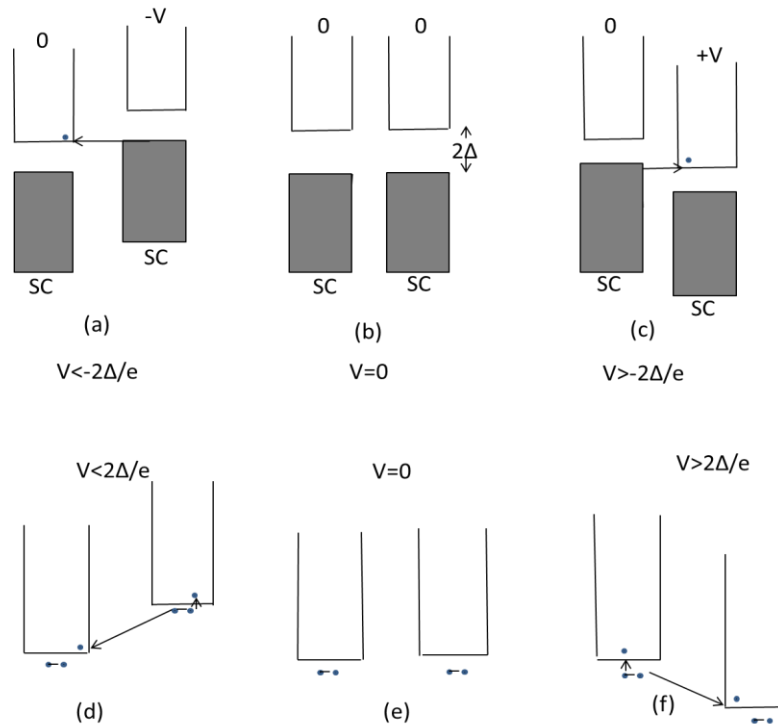 0 -V 0 0 0 +V
2Δ
SC SC SC SC SC SC
(a) (b) (c)
V<-2Δ/e V=0 V>-2Δ/e
V<2Δ/e V=0 V>2Δ/e
(d) (e) (f)